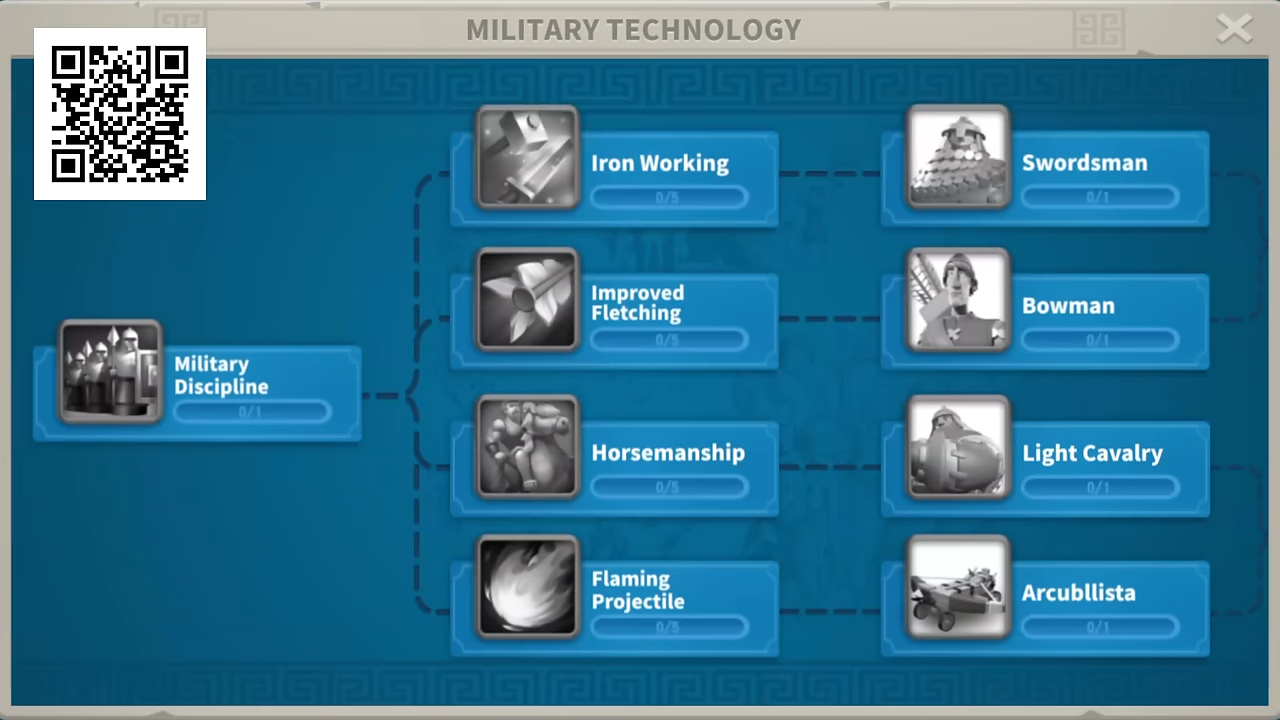 MILITARY TECHNOLOGY
Iron Working
0/5
Swordsman
0/1
Improved
Fletching
0/5
Bowman
0/1
Military
Discipline
0/1
Horsemanship
0/5
Light Cavalry
0/1
Flaming
Projectile
0/5
Arcubllista
0/1